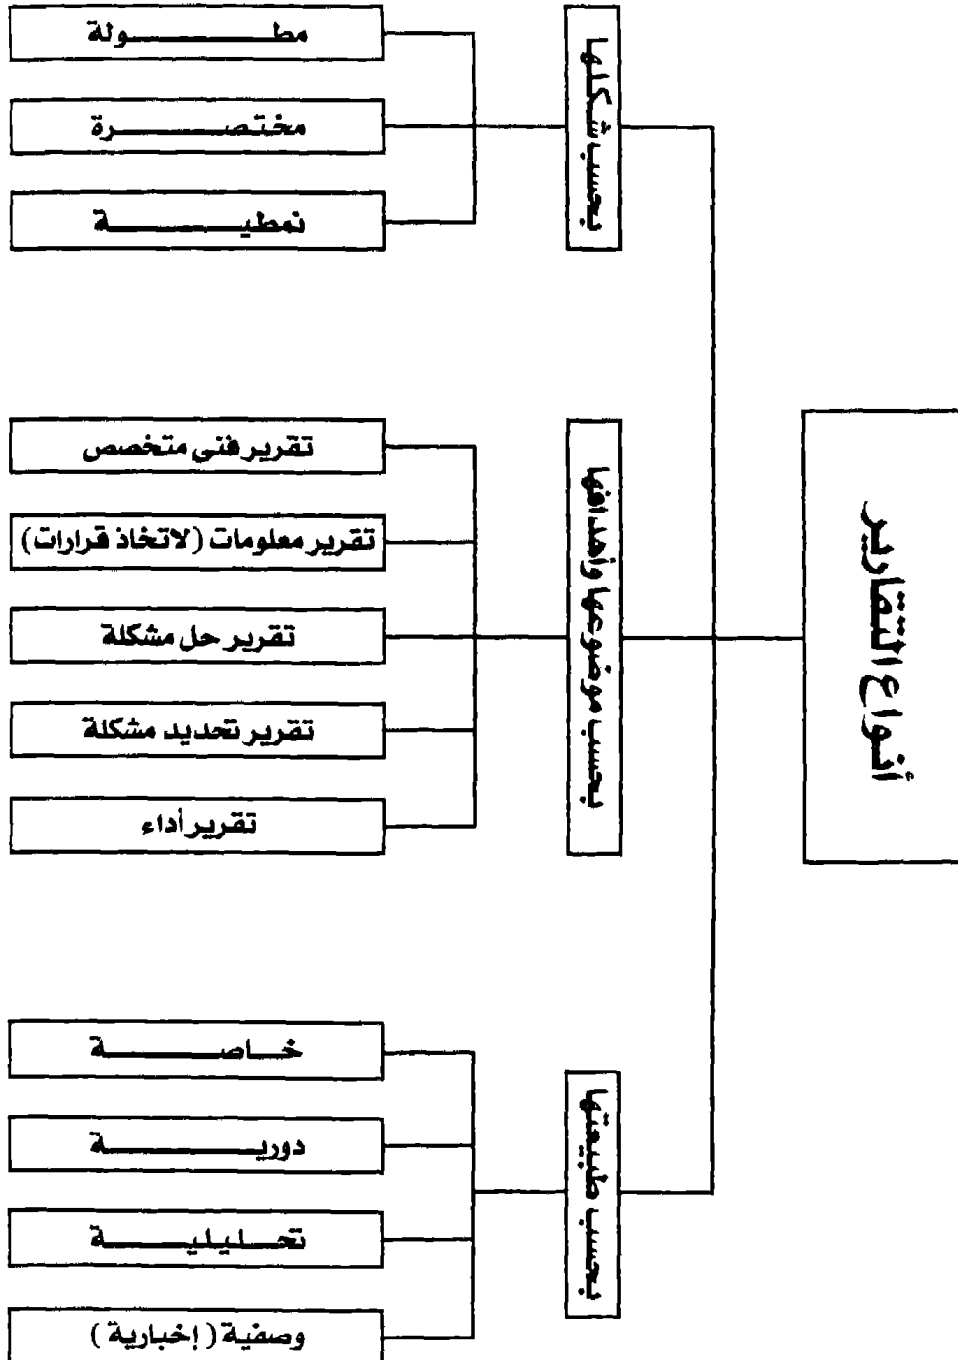 أنواع التقارير
بحسب شكلها
مطولة
مختصرة
نمطية
بحسب موضوعها وأهدافها
تقرير فنى متخصص
تقرير معلومات (لاتخاذ قرارات)
تقرير حل مشكلة
تقرير تحديد مشكلة
تقرير أداء
بحسب طبيعتها
خاصة
دورية
تحليلية
وصفية (إخبارية)